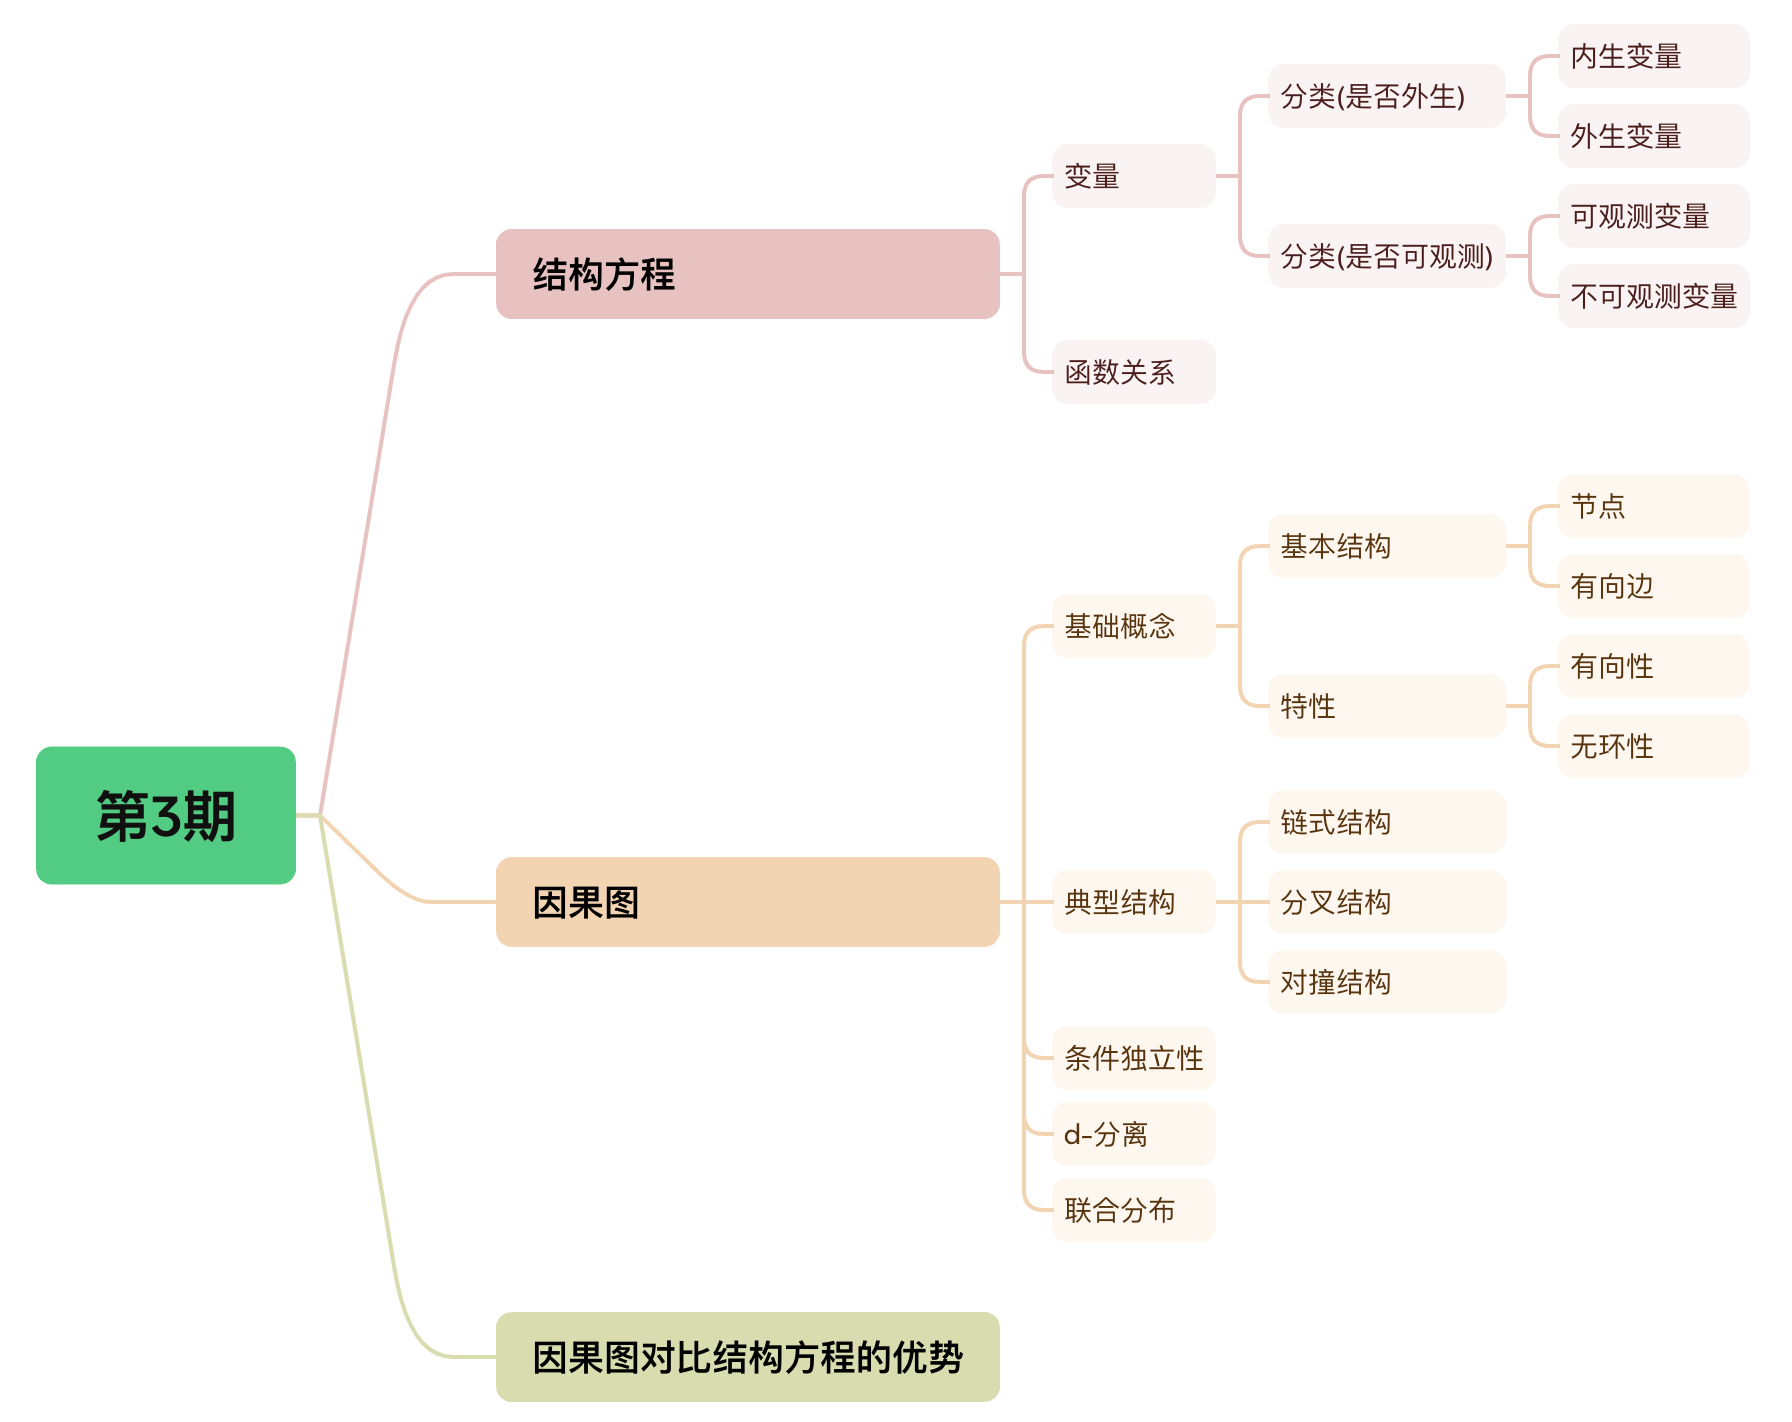 第3期
结构方程
变量
分类(是否外生)
内生变量
外生变量
分类(是否可观测)
可观测变量
不可观测变量
函数关系
因果图
基础概念
基本结构
节点
有向边
特性
有向性
无环性
典型结构
链式结构
分叉结构
对撞结构
条件独立性
d-分离
联合分布
因果图对比结构方程的优势